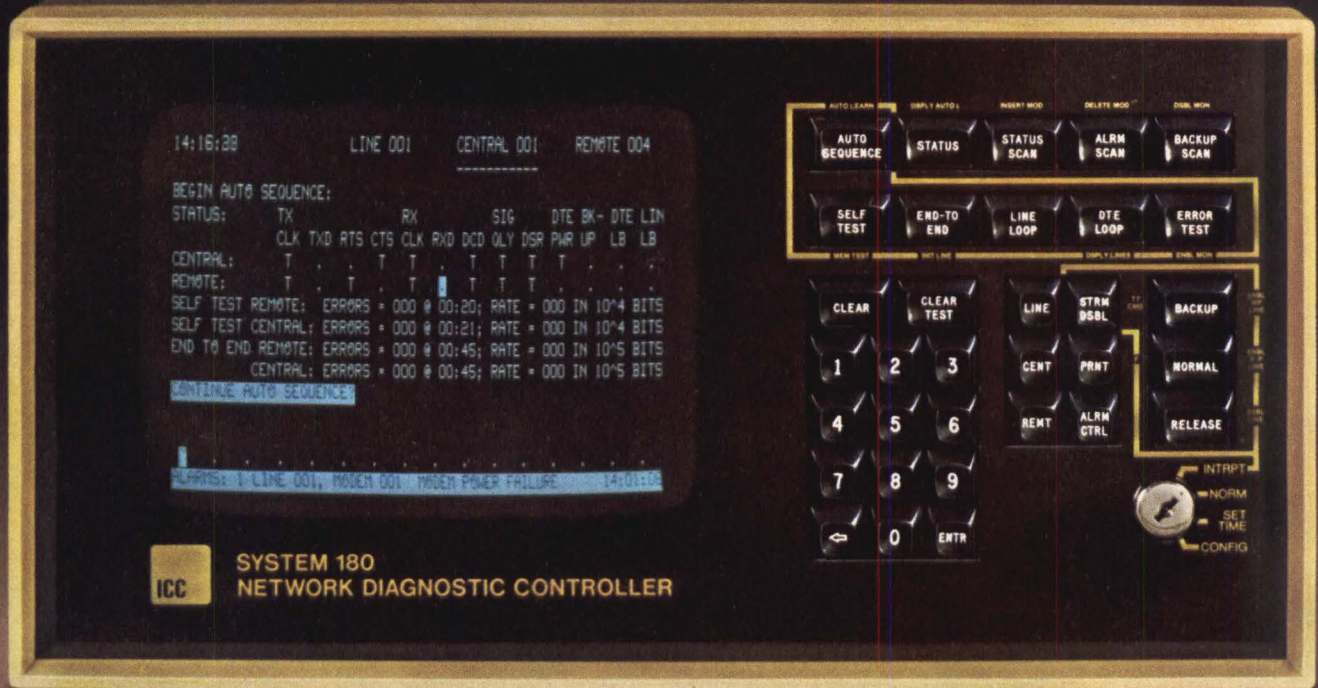 14:16:38 LINE 001 CENTRAL 001 REMOTE 004
BEGIN AUTO SEQUENCE:
STATUS: TX RX SIG DTE BK- DTE LIN
CLK TXD RTS CTS CLK RXD DCD QLY DSR PWR UP LB LB
CENTRAL: T . . T T . T T T T . . .
REMOTE: T . T . T T T T . . .
SELF TEST REMOTE: ERRORS = 000 @ 00:20; RATE = 000 IN 10^4 BITS
SELF TEST CENTRAL: ERRORS = 000 @ 00:21; RATE = 000 IN 10^4 BITS
END TO END REMOTE: ERRORS = 000 @ 00:45; RATE = 000 IN 10^5 BITS
CENTRAL: ERRORS = 000 @ 00:45; RATE = 000 IN 10^5 BITS
CONTINUE AUTO SEQUENCE?
ALARMS: 1 LINE 001, MODEM 001 MODEM POWER FAILURE
ICC
SYSTEM 180
NETWORK DIAGNOSTIC CONTROLLER
AUTO LEARN DSPLY AUTO L INSERT MOD DELETE MOD DSBL MON
AUTO SEQUENCE
STATUS
STATUS SCAN
ALRM SCAN
BACKUP SCAN
SELF TEST
END-TO END
LINE LOOP
DTE LOOP
ERROR TEST
MEM TEST INIT LINE DSPLY LINES ENBL MON
CLEAR
CLEAR TEST
LINE
STRM DSBL
BACKUP
1 2 3
CENT
PRNT
NORMAL
4 5 6
REMT
ALRM CTRL
RELEASE
7 8 9
⇦ 0 ENTR
INTRPT
NORM
SET TIME
CONFIG